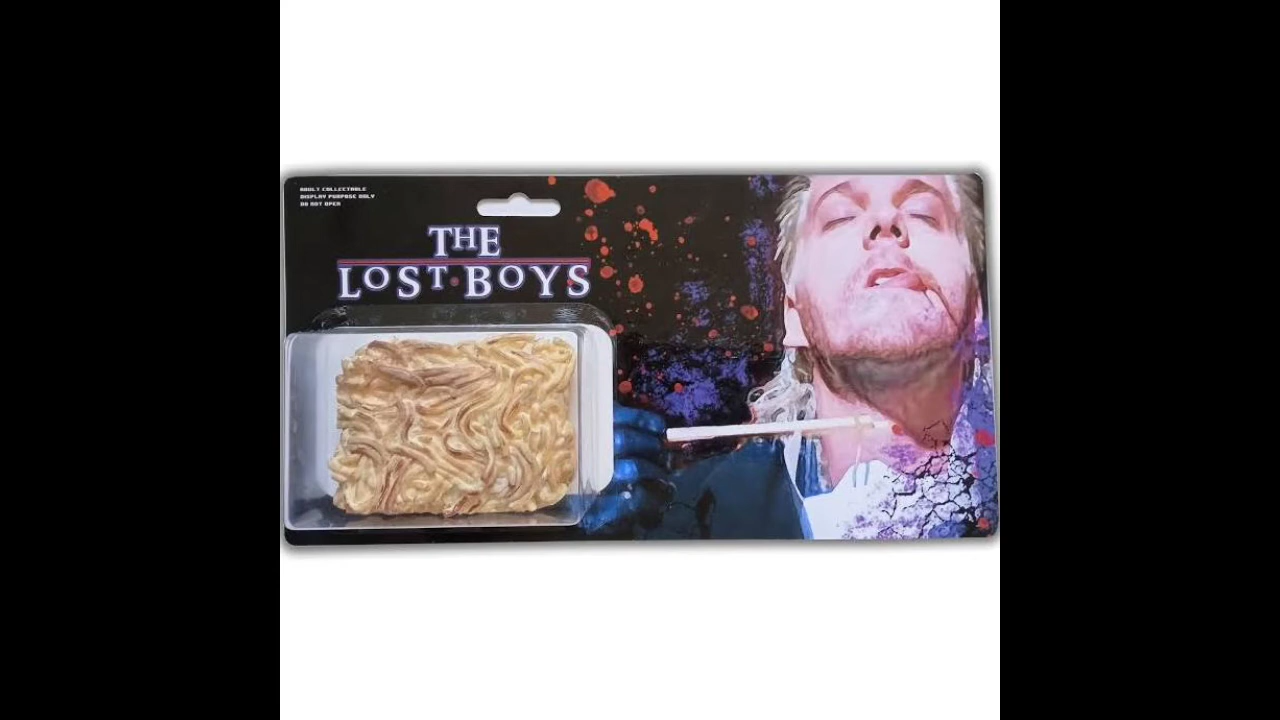 ADULT COLLECTABLE
DISPLAY PURPOSE ONLY
DO NOT OPEN
THE
LOST BOYS